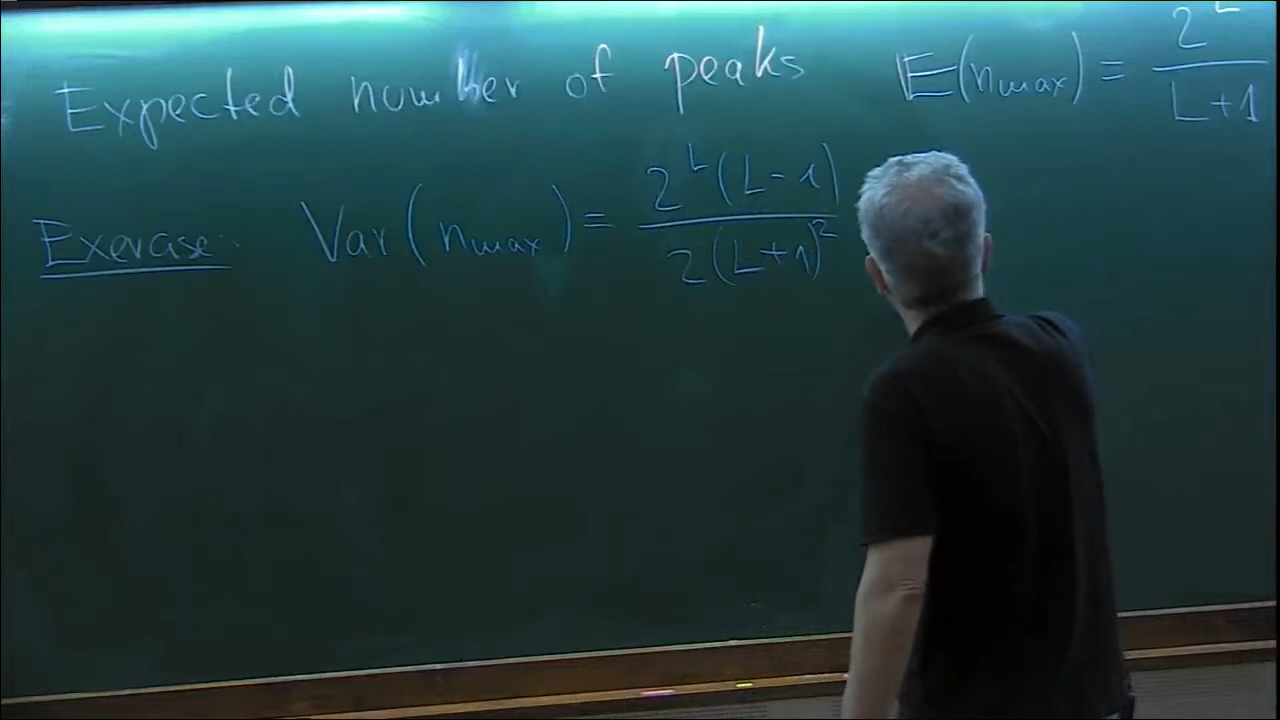 Expected number of peaks 𝔼(n_max) = 2^L / (L+1)
Exercise: Var(n_max) = 2^L (L-1) / 2(L+1)^2